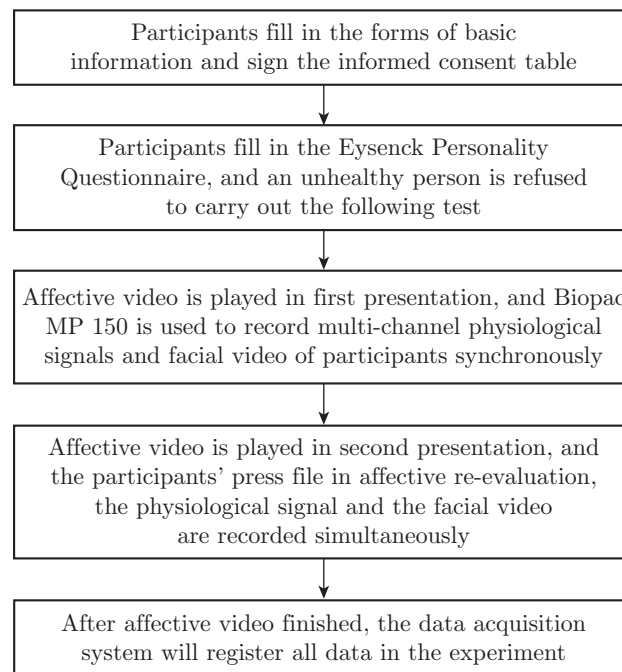 Participants fill in the forms of basic
information and sign the informed consent table
Participants fill in the Eysenck Personality
Questionnaire, and an unhealthy person is refused
to carry out the following test
Affective video is played in first presentation, and Biopac
MP 150 is used to record multi-channel physiological
signals and facial video of participants synchronously
Affective video is played in second presentation, and
the participants' press file in affective re-evaluation,
the physiological signal and the facial video
are recorded simultaneously
After affective video finished, the data acquisition
system will register all data in the experiment